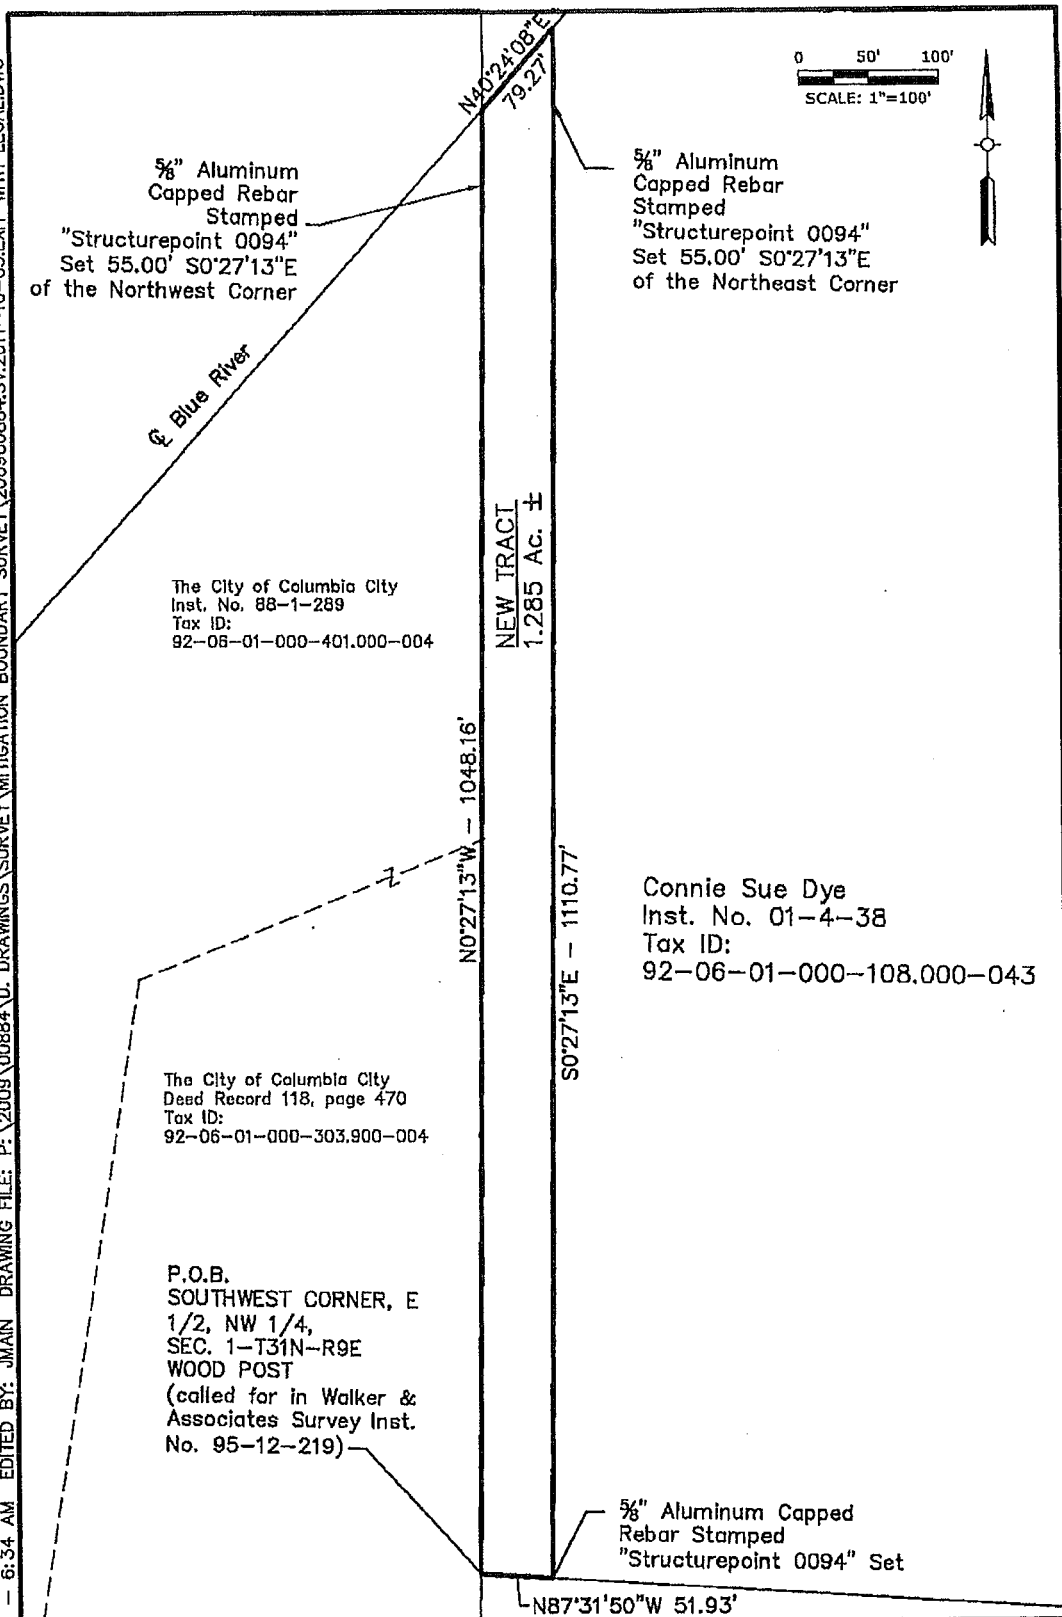 N40°24'08"E
79.27'
0 50' 100'
SCALE: 1"=100'
5/8" Aluminum
Capped Rebar
Stamped
"Structurepoint 0094"
Set 55.00' S0°27'13"E
of the Northwest Corner
5/8" Aluminum
Capped Rebar
Stamped
"Structurepoint 0094"
Set 55.00' S0°27'13"E
of the Northeast Corner
℄ Blue River
NEW TRACT
1.285 Ac. ±
The City of Columbia City
Inst. No. 88-1-289
Tax ID:
92-06-01-000-401.000-004
N0°27'13"W - 1048.16'
S0°27'13"E - 1110.77'
Z
Connie Sue Dye
Inst. No. 01-4-38
Tax ID:
92-06-01-000-108.000-043
The City of Columbia City
Deed Record 118, page 470
Tax ID:
92-06-01-000-303.900-004
P.O.B.
SOUTHWEST CORNER, E
1/2, NW 1/4,
SEC. 1-T31N-R9E
WOOD POST
(called for in Walker &
Associates Survey Inst.
No. 95-12-219)
5/8" Aluminum Capped
Rebar Stamped
"Structurepoint 0094" Set
N87°31'50"W 51.93'
- 6:34 AM EDITED BY: JMAIN DRAWING FILE: P:\2009\00884\D. DRAWINGS\SURVEY\MITIGATION BOUNDARY SURVEY